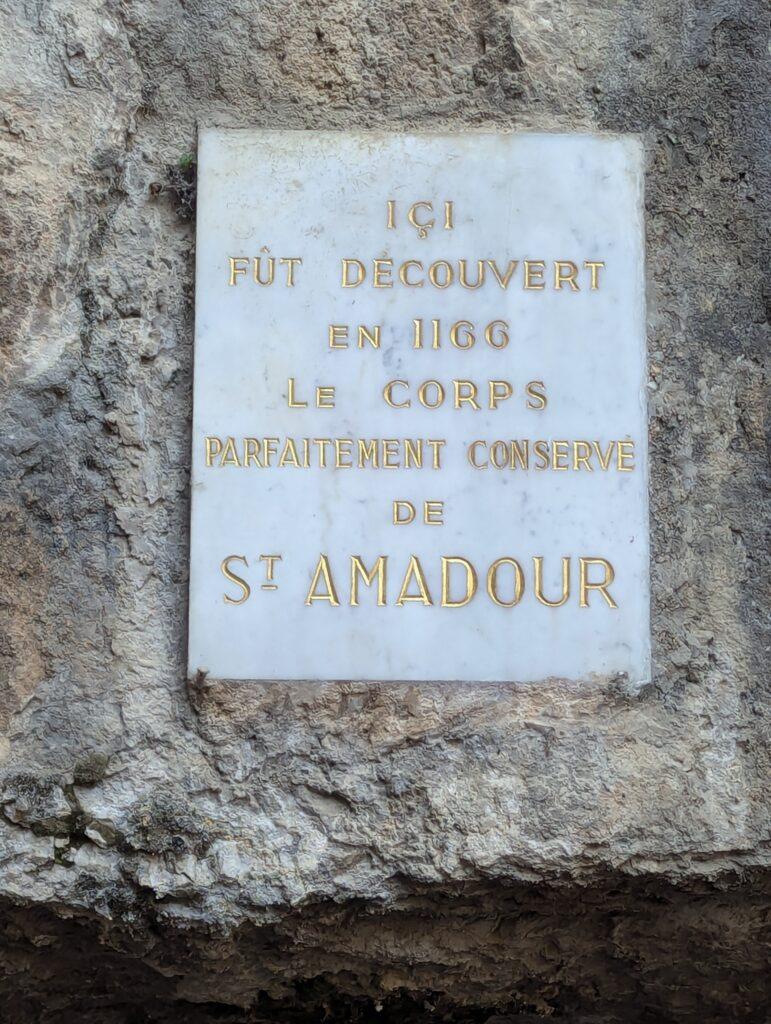 IÇI
FÛT DÉCOUVERT
EN 1166
LE CORPS
PARFAITEMENT CONSERVÉ
DE
ST AMADOUR